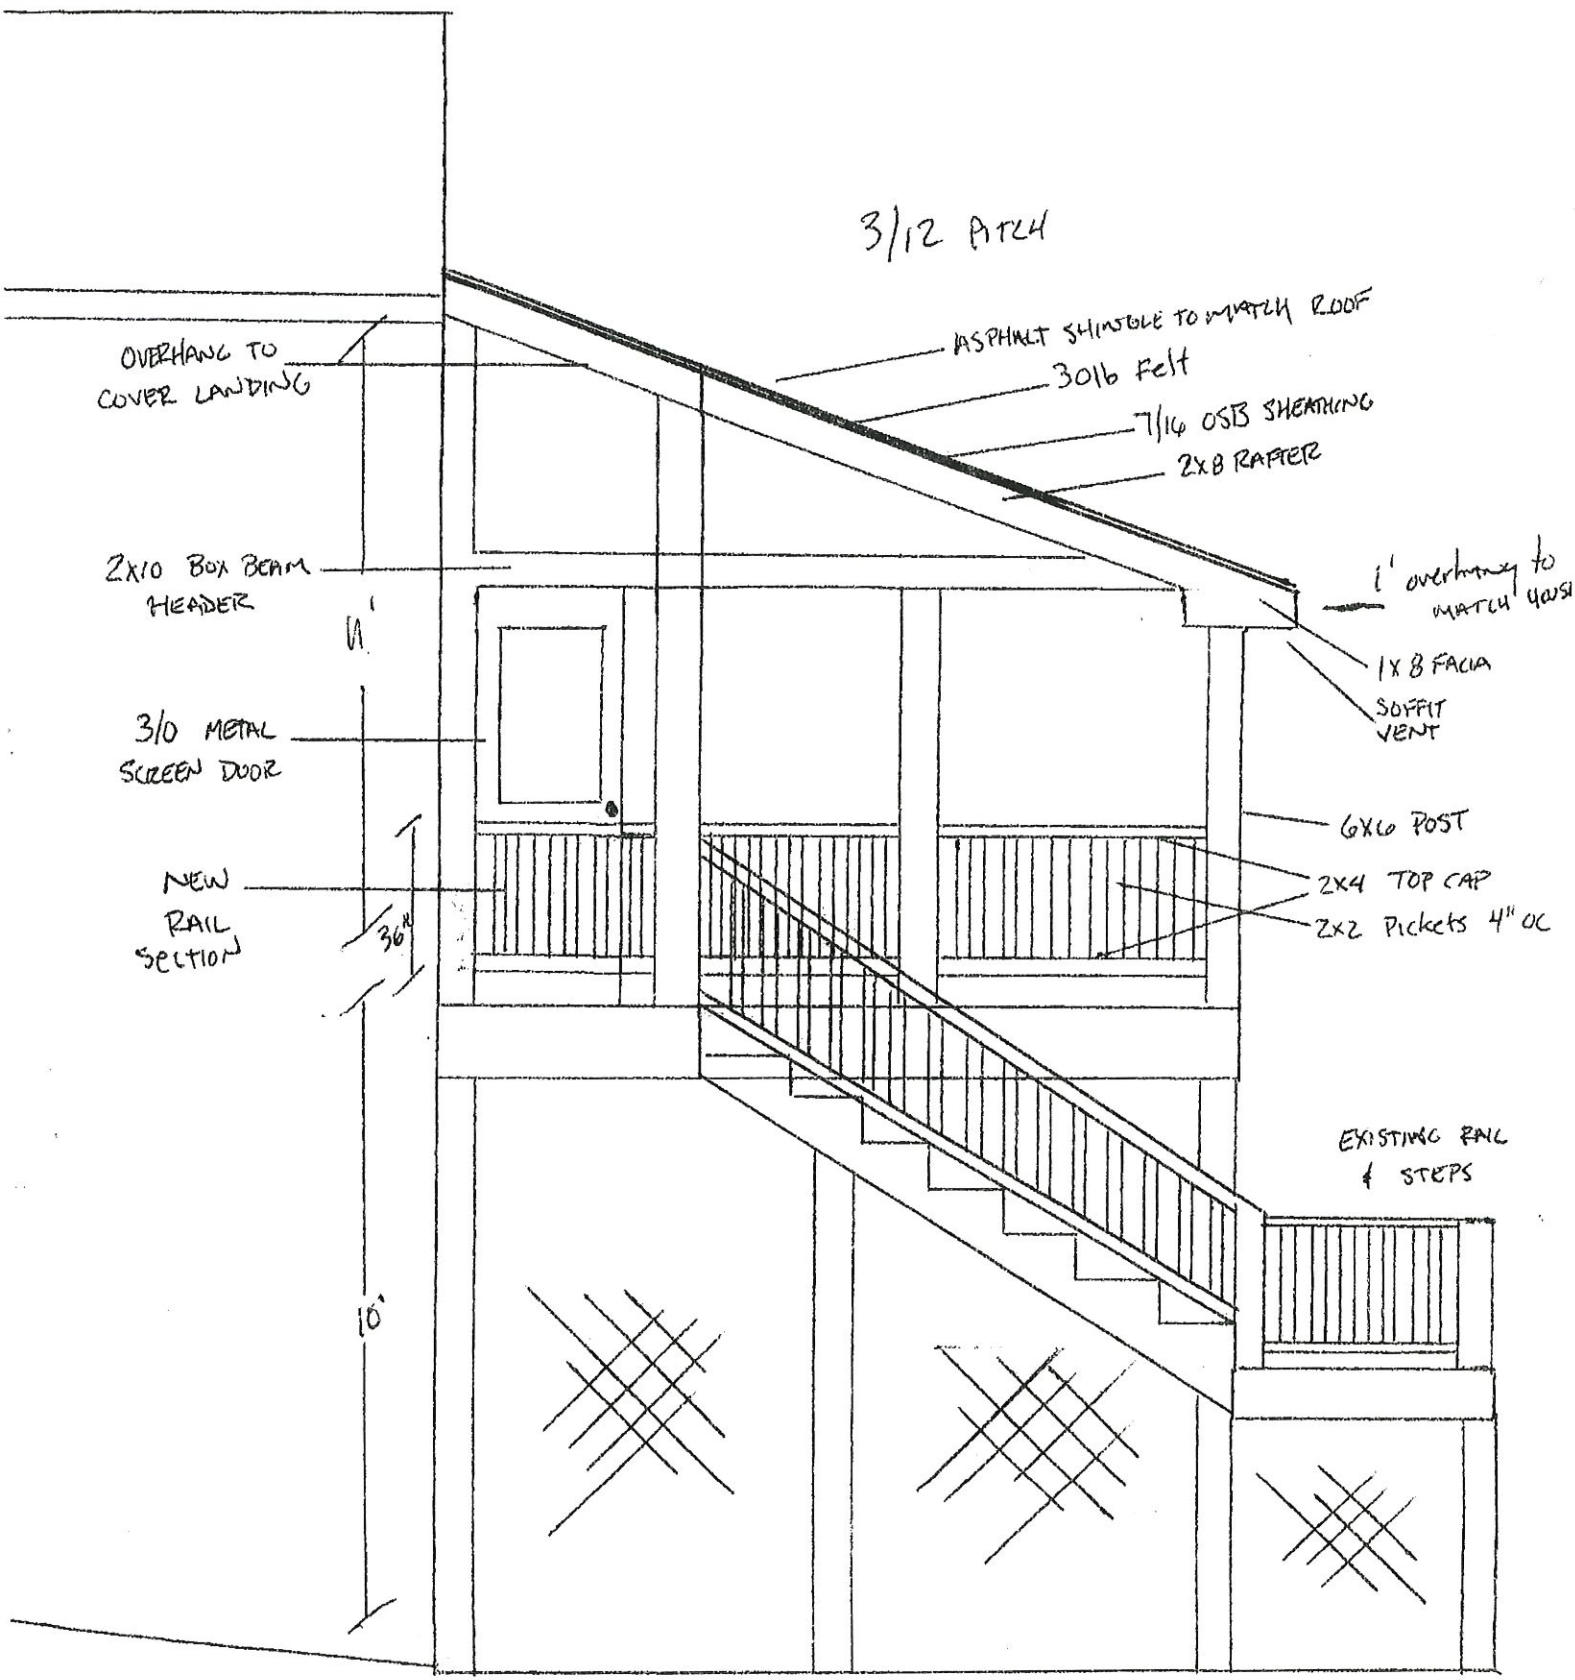 3/12 PITCH
ASPHALT SHINGLE TO MATCH ROOF
30lb Felt
7/16 OSB SHEATHING
2X8 RAFTER
OVERHANG TO
COVER LANDING
2X10 BOX BEAM
HEADER
11'
1' overhang to
MATCH HOUSE
1X8 FACIA
SOFFIT
VENT
3/0 METAL
SCREEN DOOR
6X6 POST
2X4 TOP CAP
2X2 Pickets 4" OC
NEW
RAIL
SECTION
36"
EXISTING RAIL
& STEPS
10'